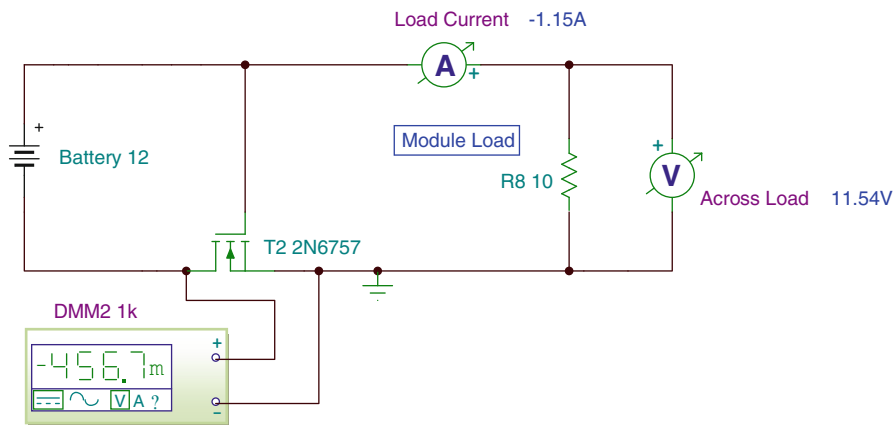 Load Current -1.15A
A
+
+
Battery 12
Module Load
+
R8 10
V
Across Load 11.54V
T2 2N6757
DMM2 1k
+
-456.7m
V A ?
-